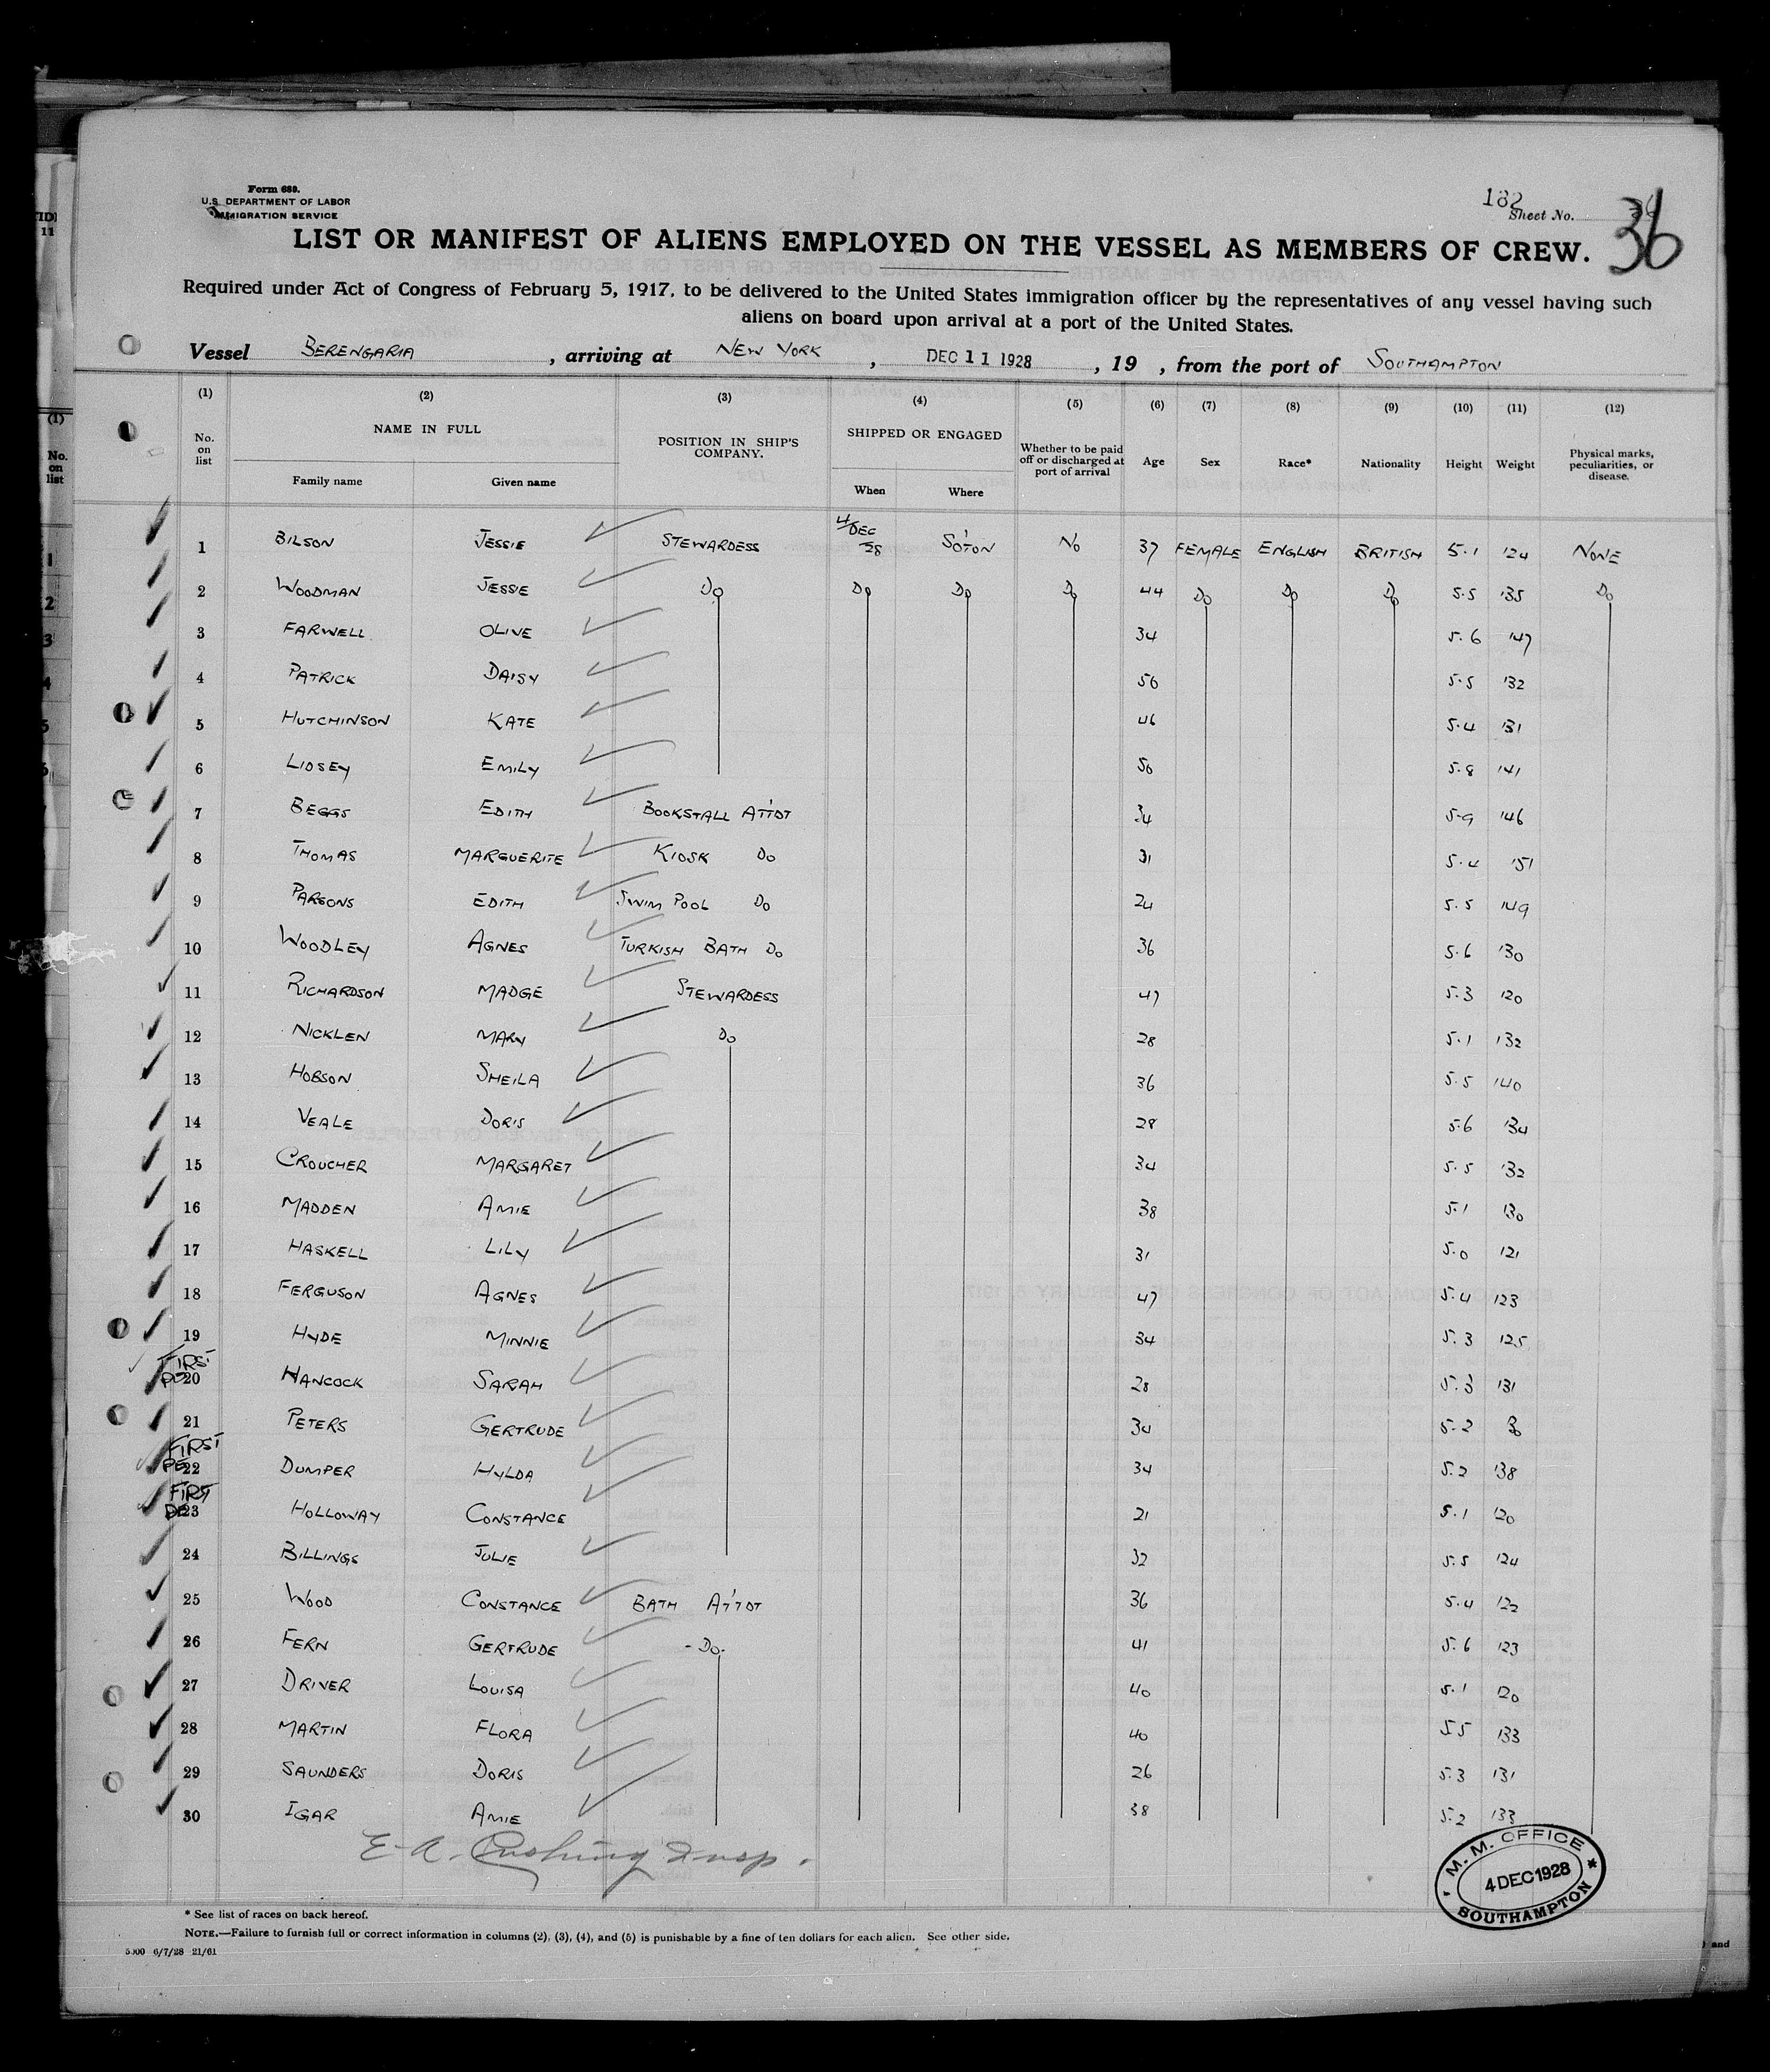 Form 680.
U.S. DEPARTMENT OF LABOR
IMMIGRATION SERVICE
182
Sheet No.
36
LIST OR MANIFEST OF ALIENS EMPLOYED ON THE VESSEL AS MEMBERS OF CREW.
Required under Act of Congress of February 5, 1917, to be delivered to the United States immigration officer by the representatives of any vessel having such
aliens on board upon arrival at a port of the United States.
Vessel BERENGARIA, arriving at NEW YORK, DEC 11 1928, 19 , from the port of SOUTHAMPTON
(1) (2) (3) (4) (5) (6) (7) (8) (9) (10) (11) (12)
No. on list NAME IN FULL POSITION IN SHIP'S COMPANY. SHIPPED OR ENGAGED Whether to be paid off or discharged at port of arrival Age Sex Race* Nationality Height Weight Physical marks, peculiarities, or disease.
Family name Given name When Where
1 BILSON JESSIE STEWARDESS 4/DEC 28 SO'TON No 37 FEMALE ENGLISH BRITISH 5.1 124 NONE
2 WOODMAN JESSIE Do Do Do Do 44 Do Do Do 5.5 135 Do
3 FARWELL OLIVE 34 5.6 147
4 PATRICK DAISY 50 5.5 132
5 HUTCHINSON KATE 46 5.4 131
6 LIDSEY EMILY 50 5.8 141
7 BEGGS EDITH BOOKSTALL ATTDT 34 5.9 146
8 THOMAS MARGUERITE KIOSK Do 31 5.4 151
9 PARSONS EDITH SWIM POOL Do 24 5.5 149
10 WOODLEY AGNES TURKISH BATH Do 36 5.6 130
11 RICHARDSON MADGE STEWARDESS 47 5.3 120
12 NICKLEN MARY Do 28 5.1 132
13 HOBSON SHEILA 36 5.5 140
14 VEALE DORIS 28 5.6 134
15 CROUCHER MARGARET 34 5.5 132
16 MADDEN AMIE 38 5.1 130
17 HASKELL LILY 31 5.0 121
18 FERGUSON AGNES 47 5.4 123
19 HYDE MINNIE 34 5.3 125
FIRST
20 HANCOCK SARAH 28 5.3 131
21 PETERS GERTRUDE 34 5.2
FIRST
22 DUMPER HYLDA 34 5.2 138
FIRST
23 HOLLOWAY CONSTANCE 21 5.1 120
24 BILLINGS JULIE 32 5.5 124
25 WOOD CONSTANCE BATH ATTDT 36 5.4 122
26 FERN GERTRUDE - Do - 41 5.6 123
27 DRIVER LOUISA 40 5.1 120
28 MARTIN FLORA 40 5.5 133
29 SAUNDERS DORIS 26 5.3 131
30 IGAR AMIE 38 5.2 133
E. A. Cushing Insp.
M. M. OFFICE
4 DEC 1928
SOUTHAMPTON
* See list of races on back hereof.
NOTE.—Failure to furnish full or correct information in columns (2), (3), (4), and (5) is punishable by a fine of ten dollars for each alien. See other side.
5000 6/7/28 21/61